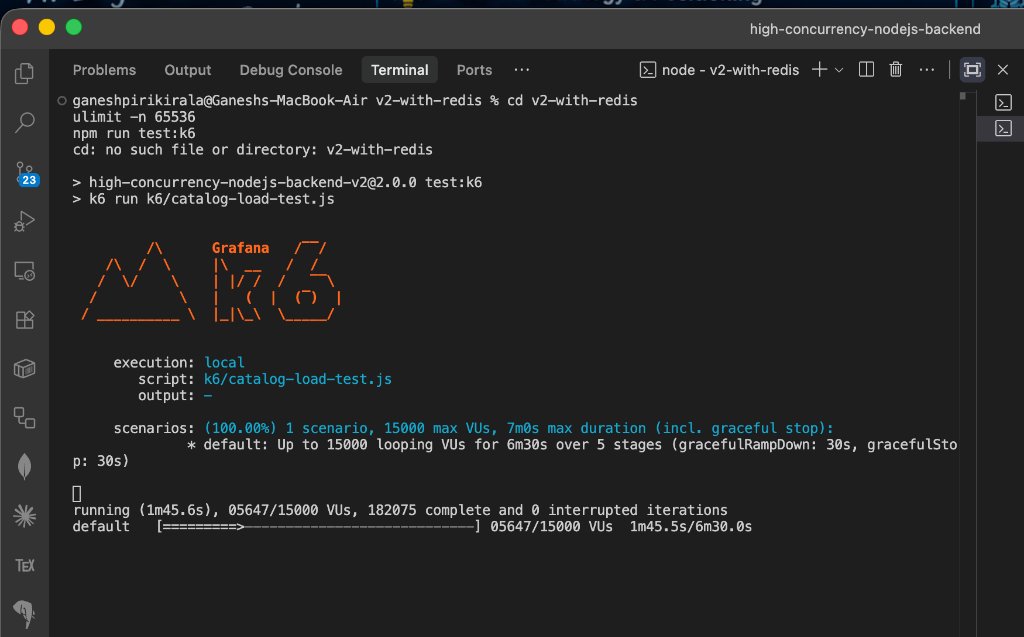 high-concurrency-nodejs-backend
Problems Output Debug Console Terminal Ports ... node - v2-with-redis
ganeshpirikirala@Ganeshs-MacBook-Air v2-with-redis % cd v2-with-redis
ulimit -n 65536
npm run test:k6
cd: no such file or directory: v2-with-redis
23
> high-concurrency-nodejs-backend-v2@2.0.0 test:k6
> k6 run k6/catalog-load-test.js
Grafana
k6
execution: local
script: k6/catalog-load-test.js
output: -
scenarios: (100.00%) 1 scenario, 15000 max VUs, 7m0s max duration (incl. graceful stop):
* default: Up to 15000 looping VUs for 6m30s over 5 stages (gracefulRampDown: 30s, gracefulSto
p: 30s)
running (1m45.6s), 05647/15000 VUs, 182075 complete and 0 interrupted iterations
default [=========>----------------------------] 05647/15000 VUs 1m45.5s/6m30.0s
TEX